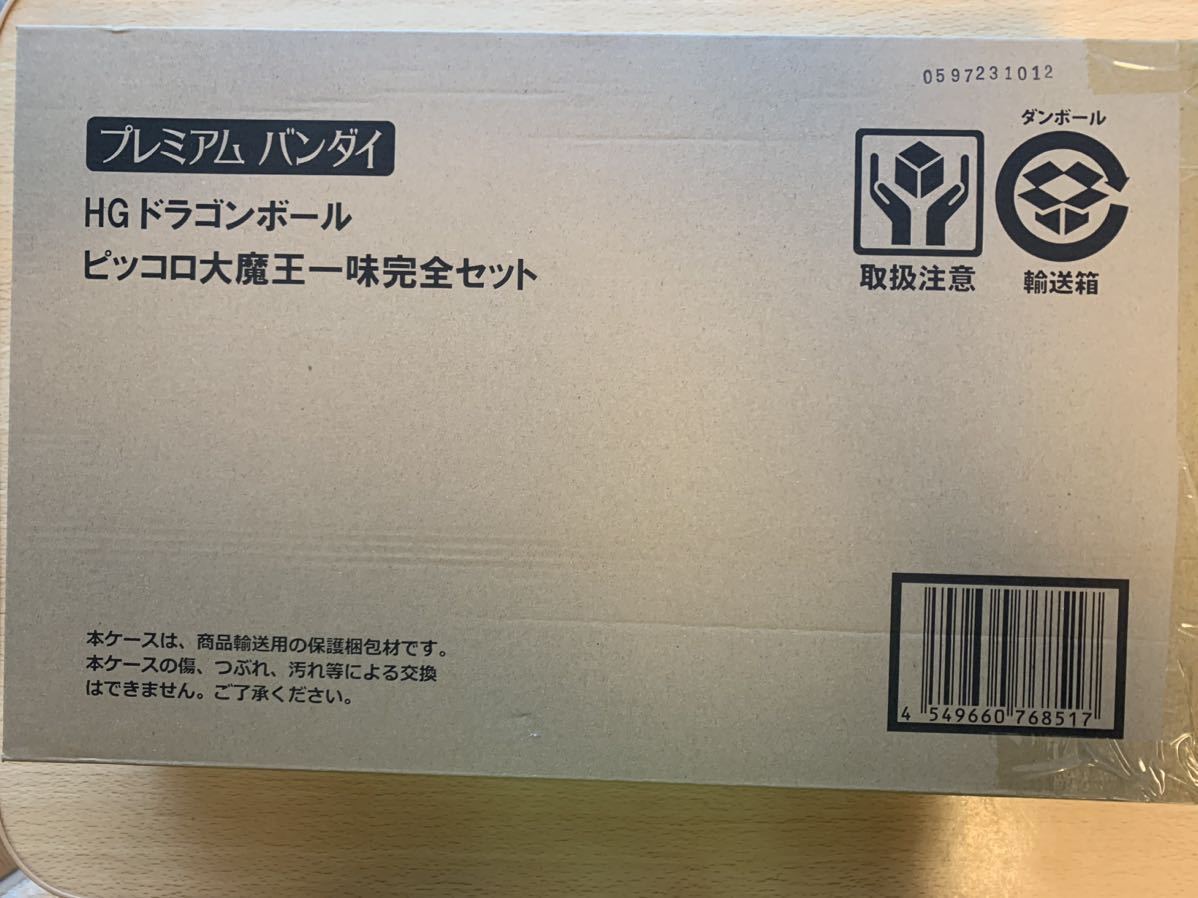 0597231012
プレミアム バンダイ
HGドラゴンボール
ピッコロ大魔王一味完全セット
ダンボール
取扱注意
輸送箱
本ケースは、商品輸送用の保護梱包材です。
本ケースの傷、つぶれ、汚れ等による交換
はできません。ご了承ください。
4 549660 768517